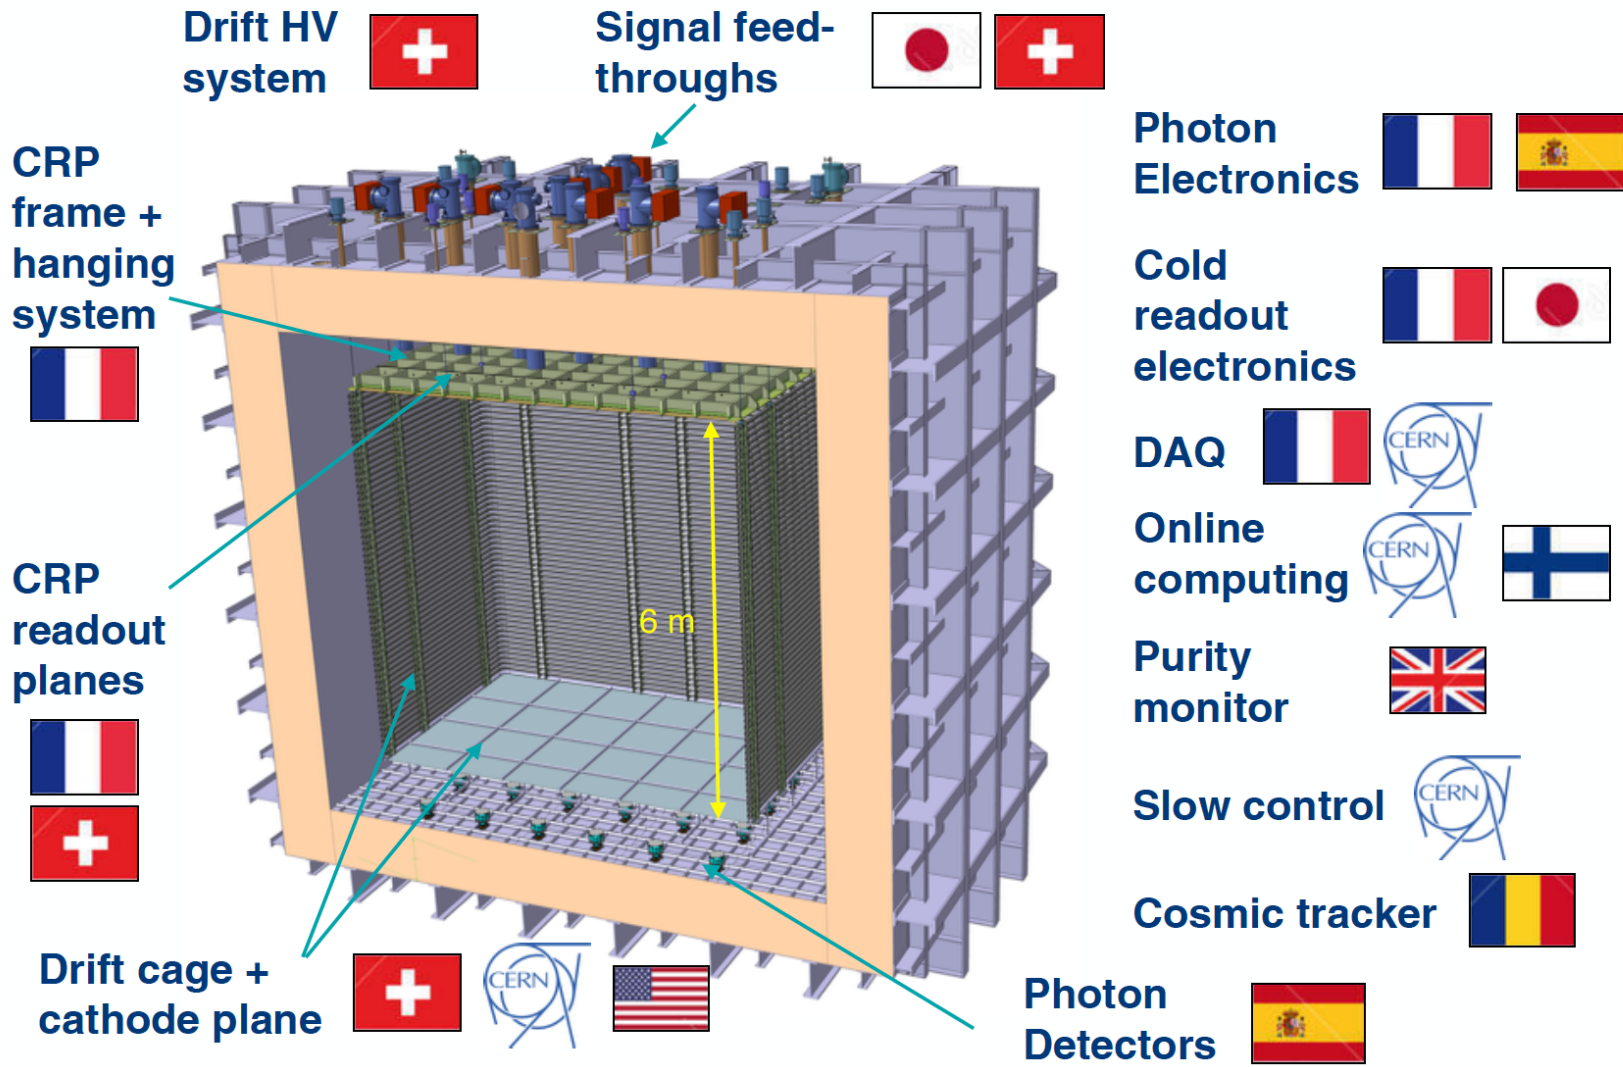 Drift HV
system
Signal feed-
throughs
CRP
frame +
hanging
system
Photon
Electronics
Cold
readout
electronics
DAQ
CERN
Online
computing
CERN
6 m
CRP
readout
planes
Purity
monitor
Slow control
CERN
Cosmic tracker
Drift cage +
cathode plane
CERN
Photon
Detectors